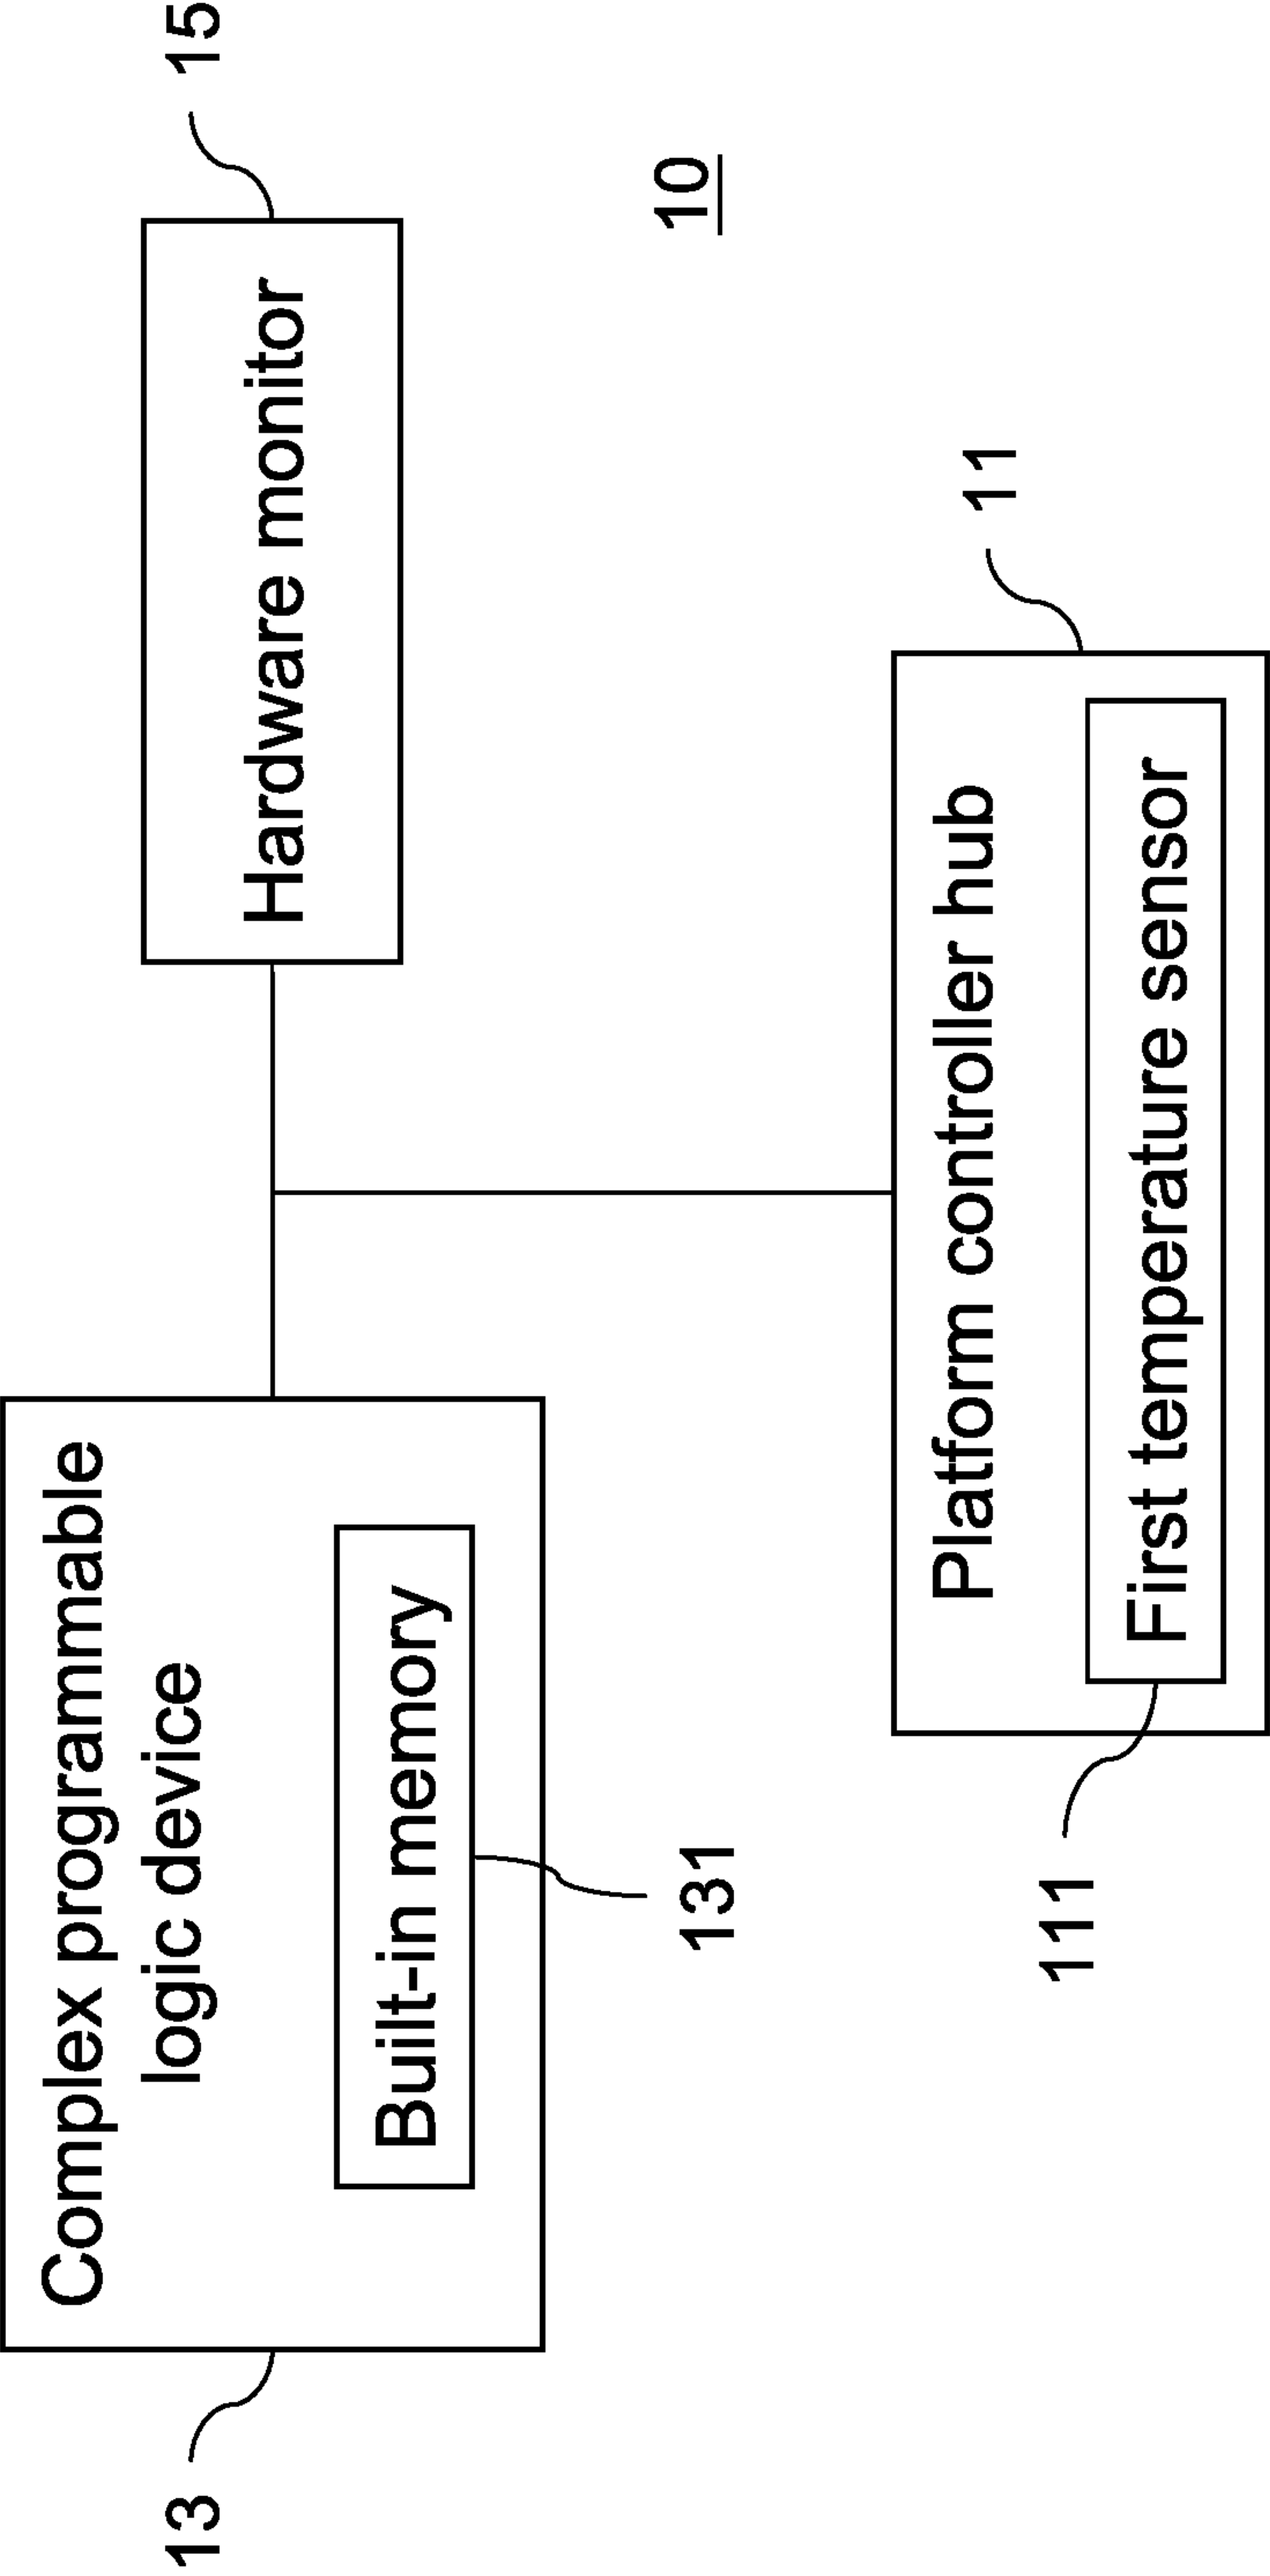 13
Complex programmable
logic device
Built-in memory
131
Hardware monitor
15
10
Platform controller hub
11
First temperature sensor
111